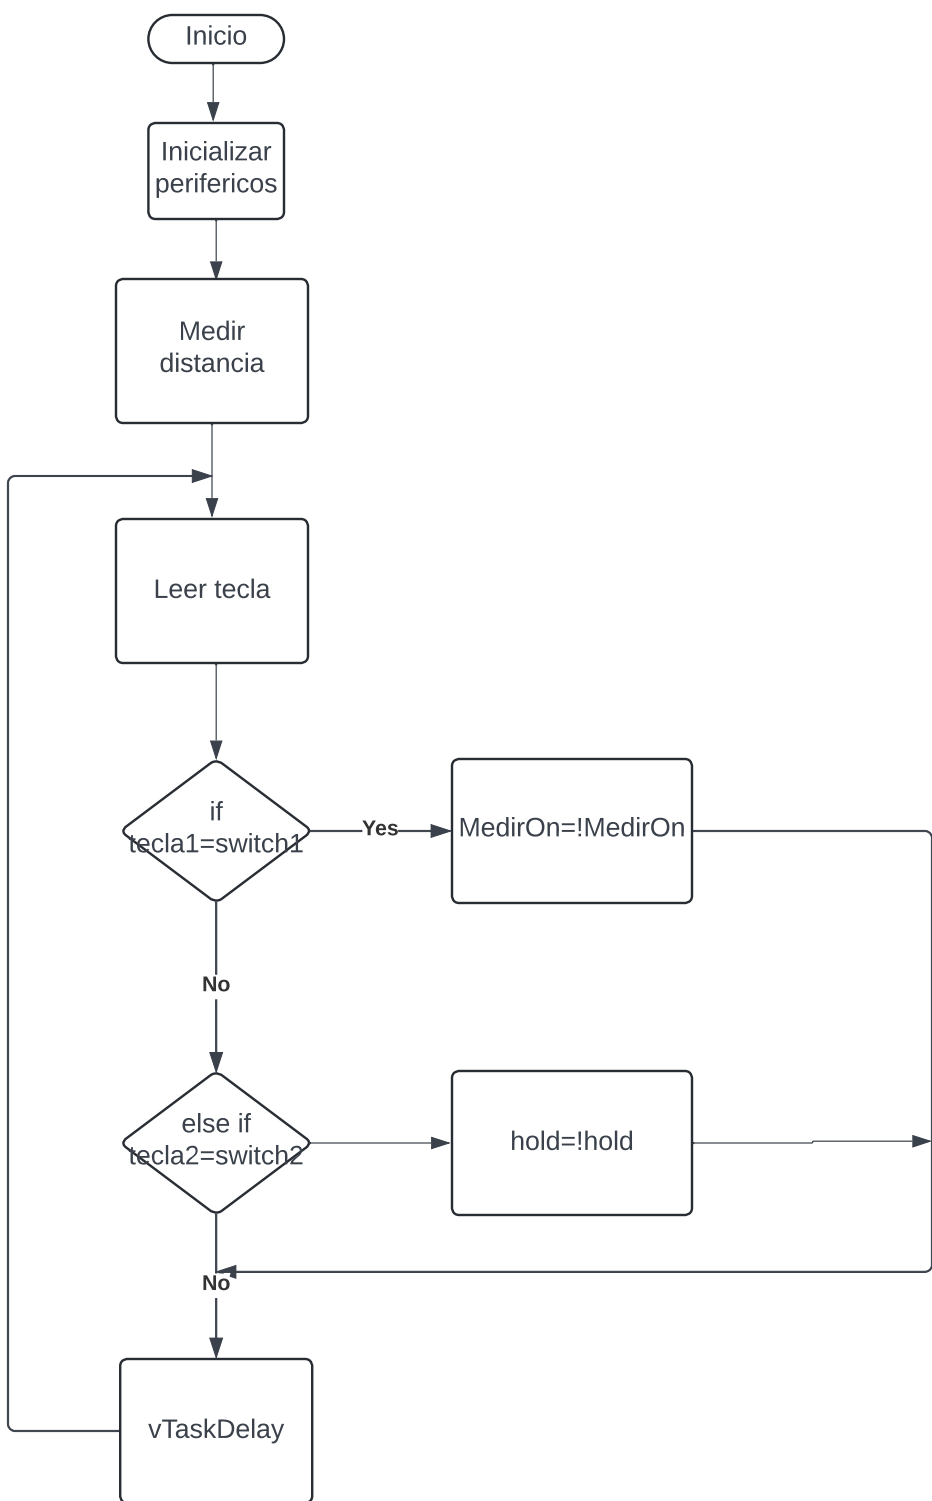 Inicio
Inicializar
perifericos
Medir
distancia
Leer tecla
if
tecla1=switch1
Yes
MedirOn=!MedirOn
No
else if
tecla2=switch2
hold=!hold
No
vTaskDelay